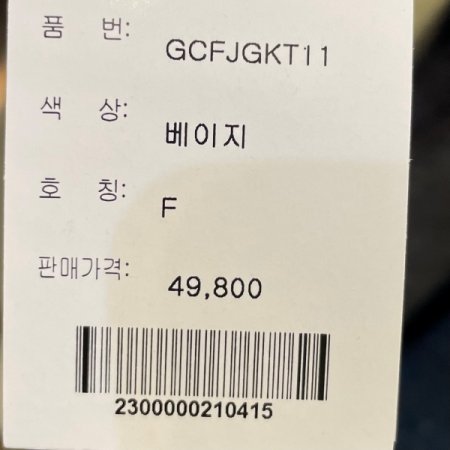 품 번: GCFJGKT11
색 상: 베이지
호 칭: F
판매가격: 49,800
2300000210415